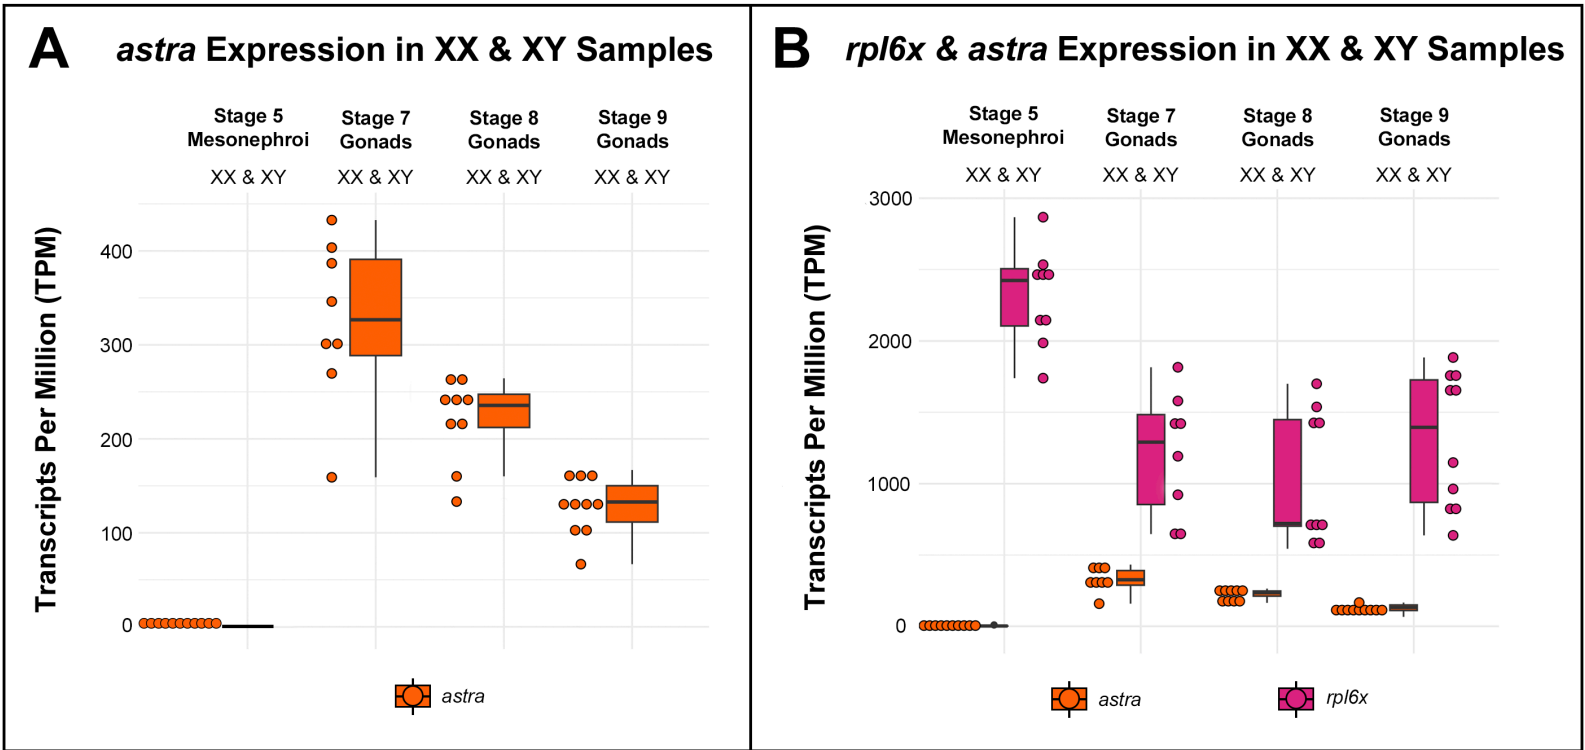 A
astra Expression in XX & XY Samples
Stage 5
Mesonephroi
Stage 7
Gonads
Stage 8
Gonads
Stage 9
Gonads
XX & XY
XX & XY
XX & XY
XX & XY
Transcripts Per Million (TPM)
400
300
200
100
0
astra
B
rpl6x & astra Expression in XX & XY Samples
Stage 5
Mesonephroi
Stage 7
Gonads
Stage 8
Gonads
Stage 9
Gonads
XX & XY
XX & XY
XX & XY
XX & XY
Transcripts Per Million (TPM)
3000
2000
1000
0
astra
rpl6x